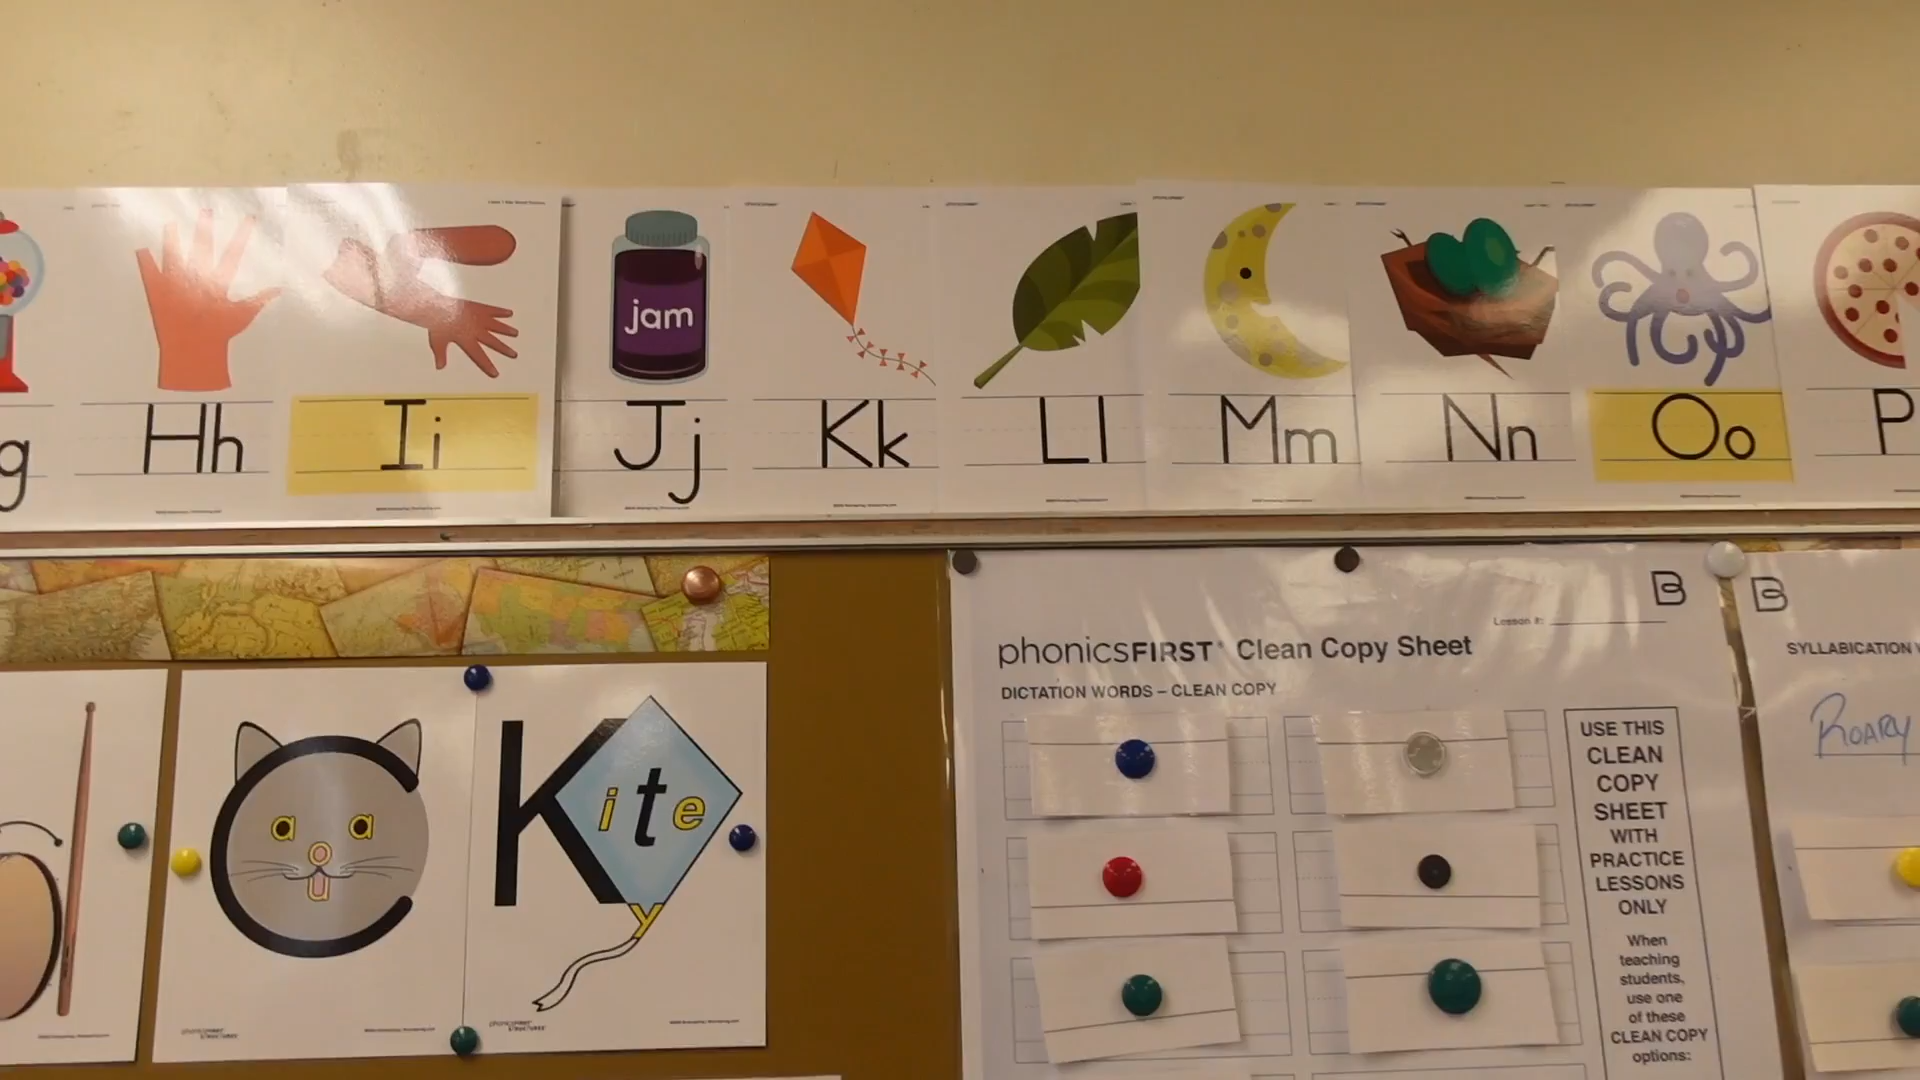 jam
g
Hh
Ii
Jj
Kk
Ll
Mm
Nn
Oo
P
C
a a
o
u
K
i t e
y
Lesson #:
phonicsFIRST® Clean Copy Sheet
DICTATION WORDS – CLEAN COPY
USE THIS
CLEAN
COPY
SHEET
WITH
PRACTICE
LESSONS
ONLY
When
teaching
students,
use one
of these
CLEAN COPY
options:
B
B
SYLLABICATION
ROARY